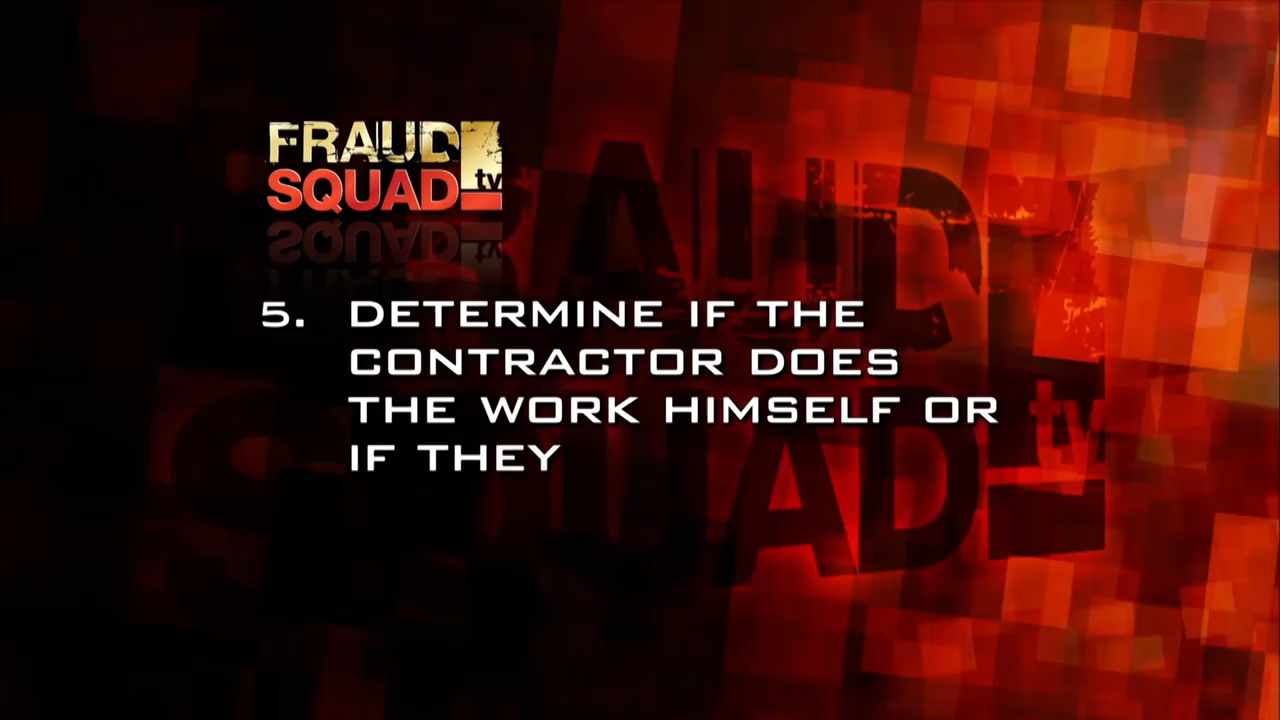 FRAUD
SQUAD tv
5. DETERMINE IF THE
CONTRACTOR DOES
THE WORK HIMSELF OR
IF THEY